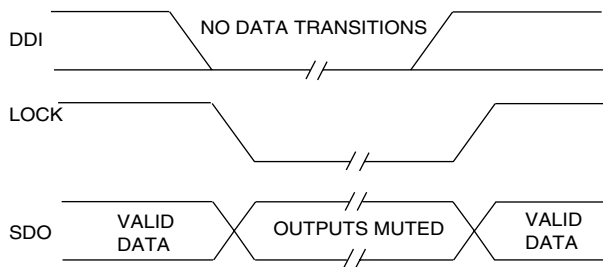 DDI
NO DATA TRANSITIONS
LOCK
SDO
VALID
DATA
OUTPUTS MUTED
VALID
DATA